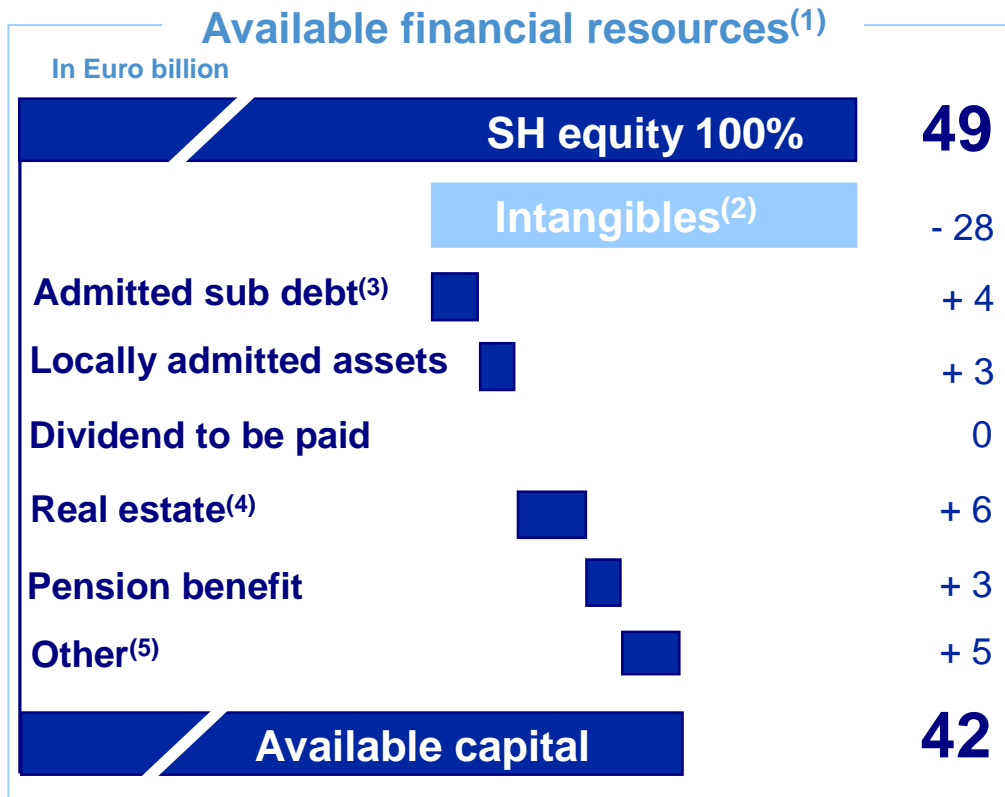 Available financial resources(1)
In Euro billion
SH equity 100% 49
Intangibles(2) - 28
Admitted sub debt(3) + 4
Locally admitted assets + 3
Dividend to be paid 0
Real estate(4) + 6
Pension benefit + 3
Other(5) + 5
Available capital 42